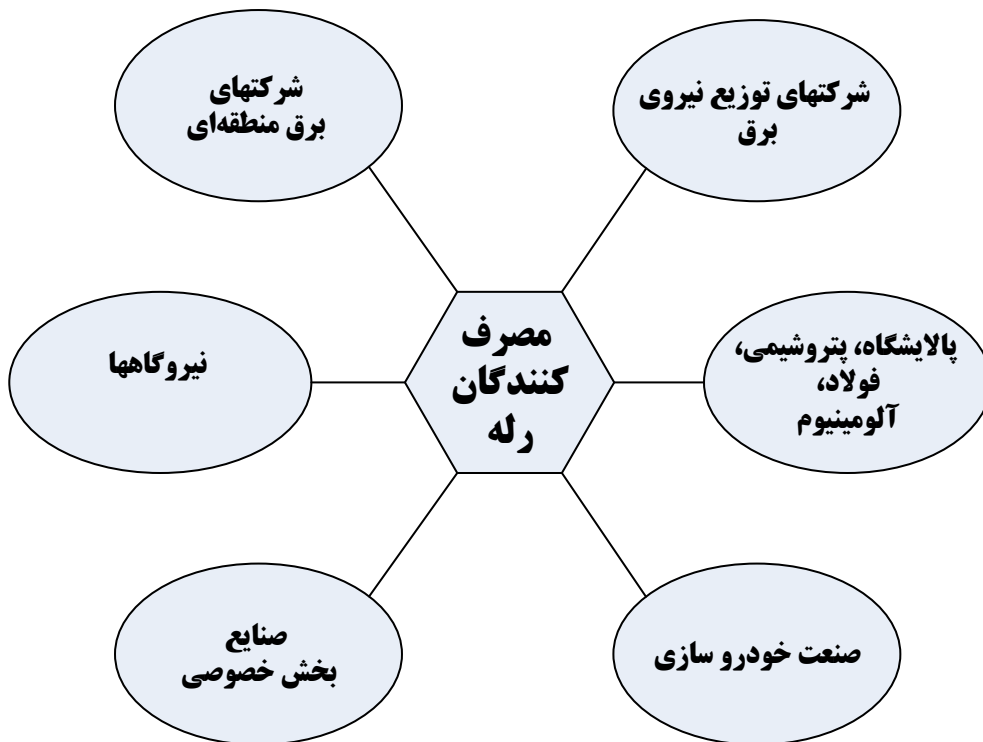 شرکتهای توزیع نیروی
برق
شرکتهای
برق منطقه‌ای
مصرف
کنندگان
رله
پالایشگاه، پتروشیمی،
فولاد،
آلومینیوم
نیروگاهها
صنعت خودرو سازی
صنایع
بخش خصوصی